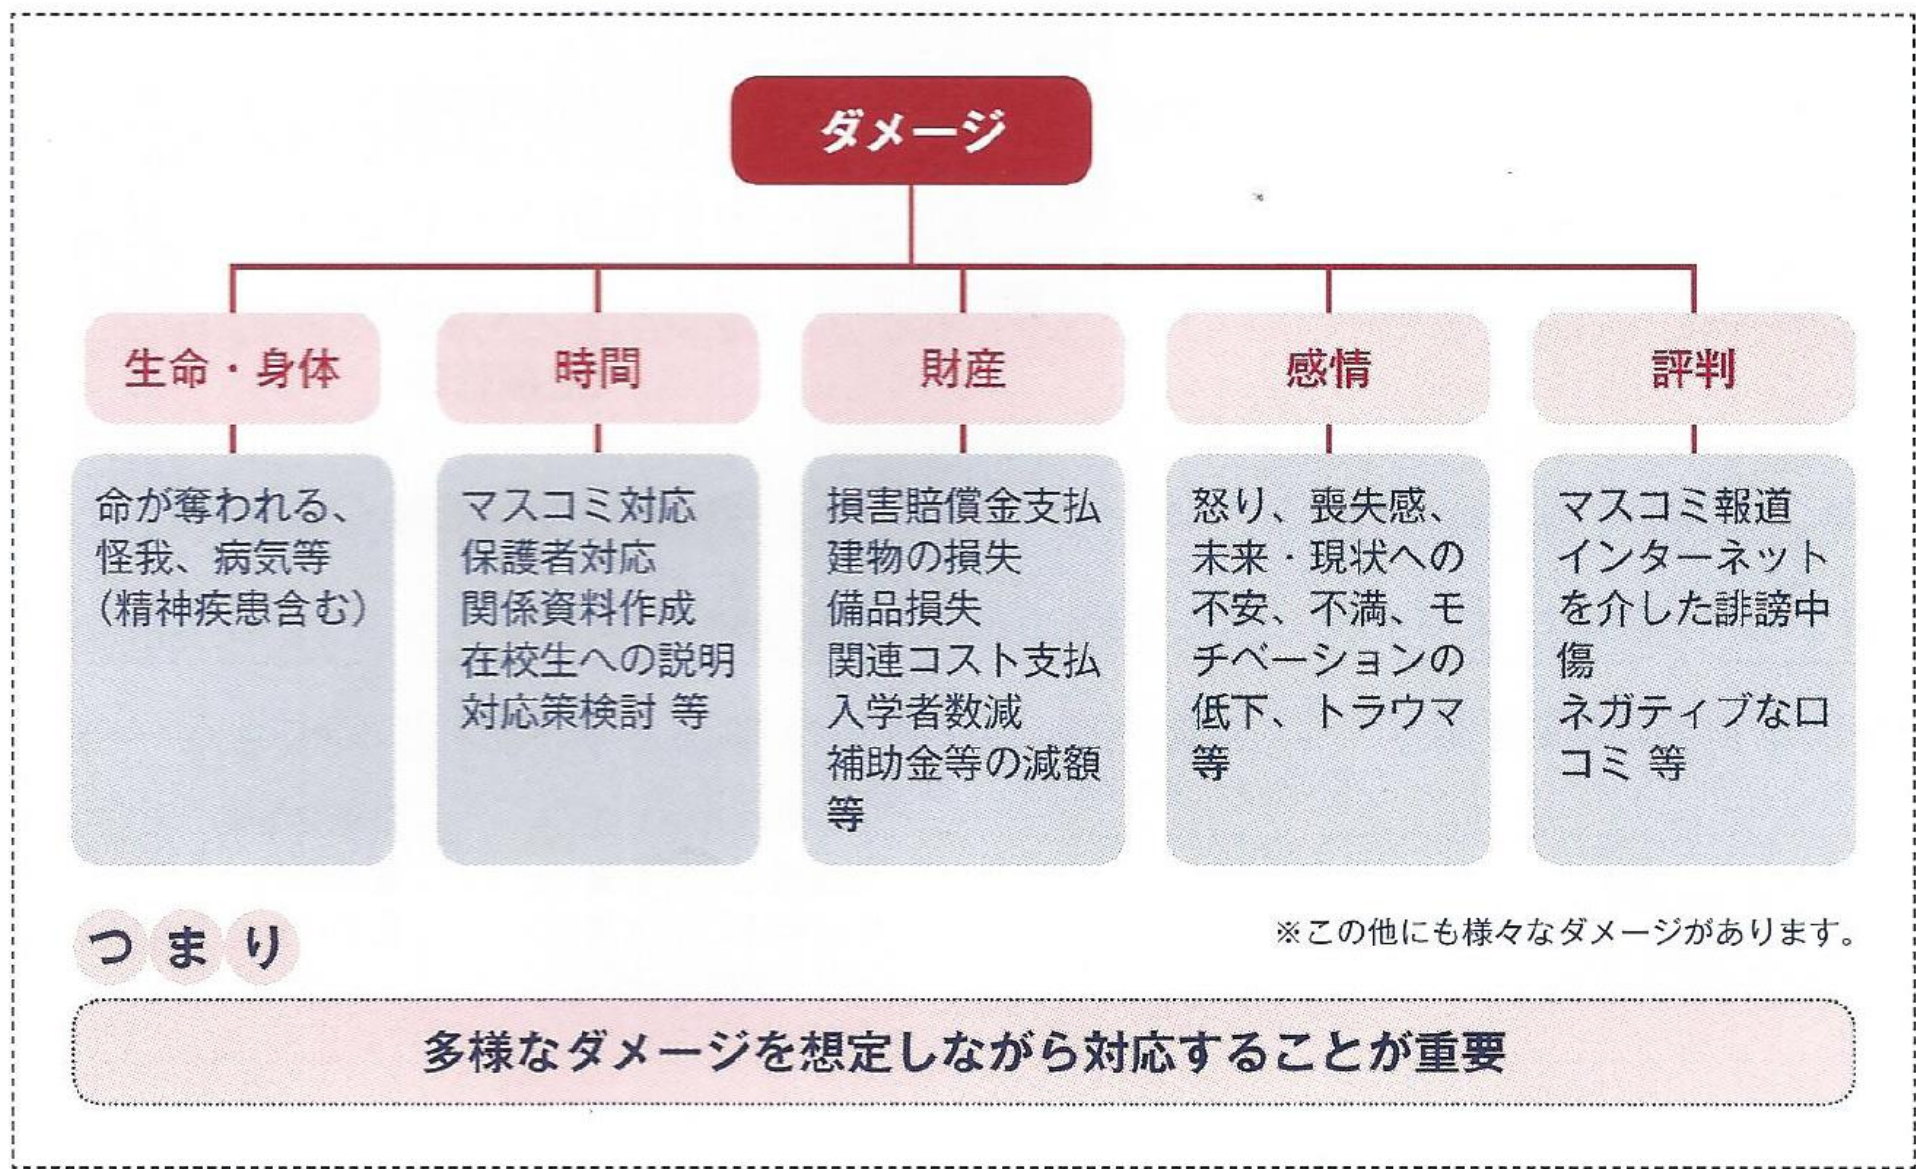 ダメージ
生命・身体
命が奪われる、
怪我、病気等
(精神疾患含む)
時間
マスコミ対応
保護者対応
関係資料作成
在校生への説明
対応策検討 等
財産
損害賠償金支払
建物の損失
備品損失
関連コスト支払
入学者数減
補助金等の減額
等
感情
怒り、喪失感、
未来・現状への
不安、不満、モ
チベーションの
低下、トラウマ
等
評判
マスコミ報道
インターネット
を介した誹謗中
傷
ネガティブな口
コミ 等
※この他にも様々なダメージがあります。
つまり
多様なダメージを想定しながら対応することが重要